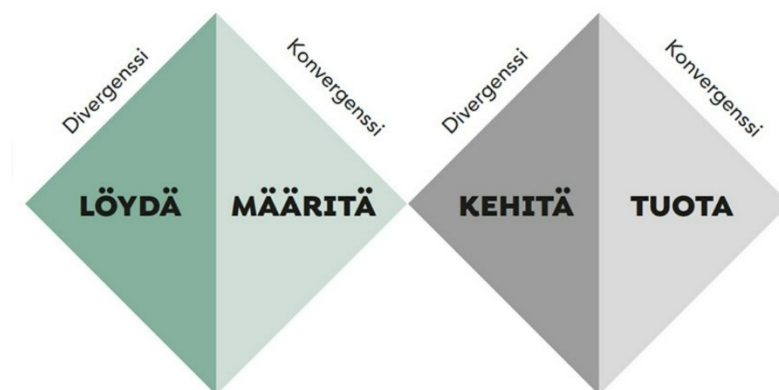 Divergenssi
Konvergenssi
Divergenssi
Konvergenssi
LÖYDÄ
MÄÄRITÄ
KEHITÄ
TUOTA